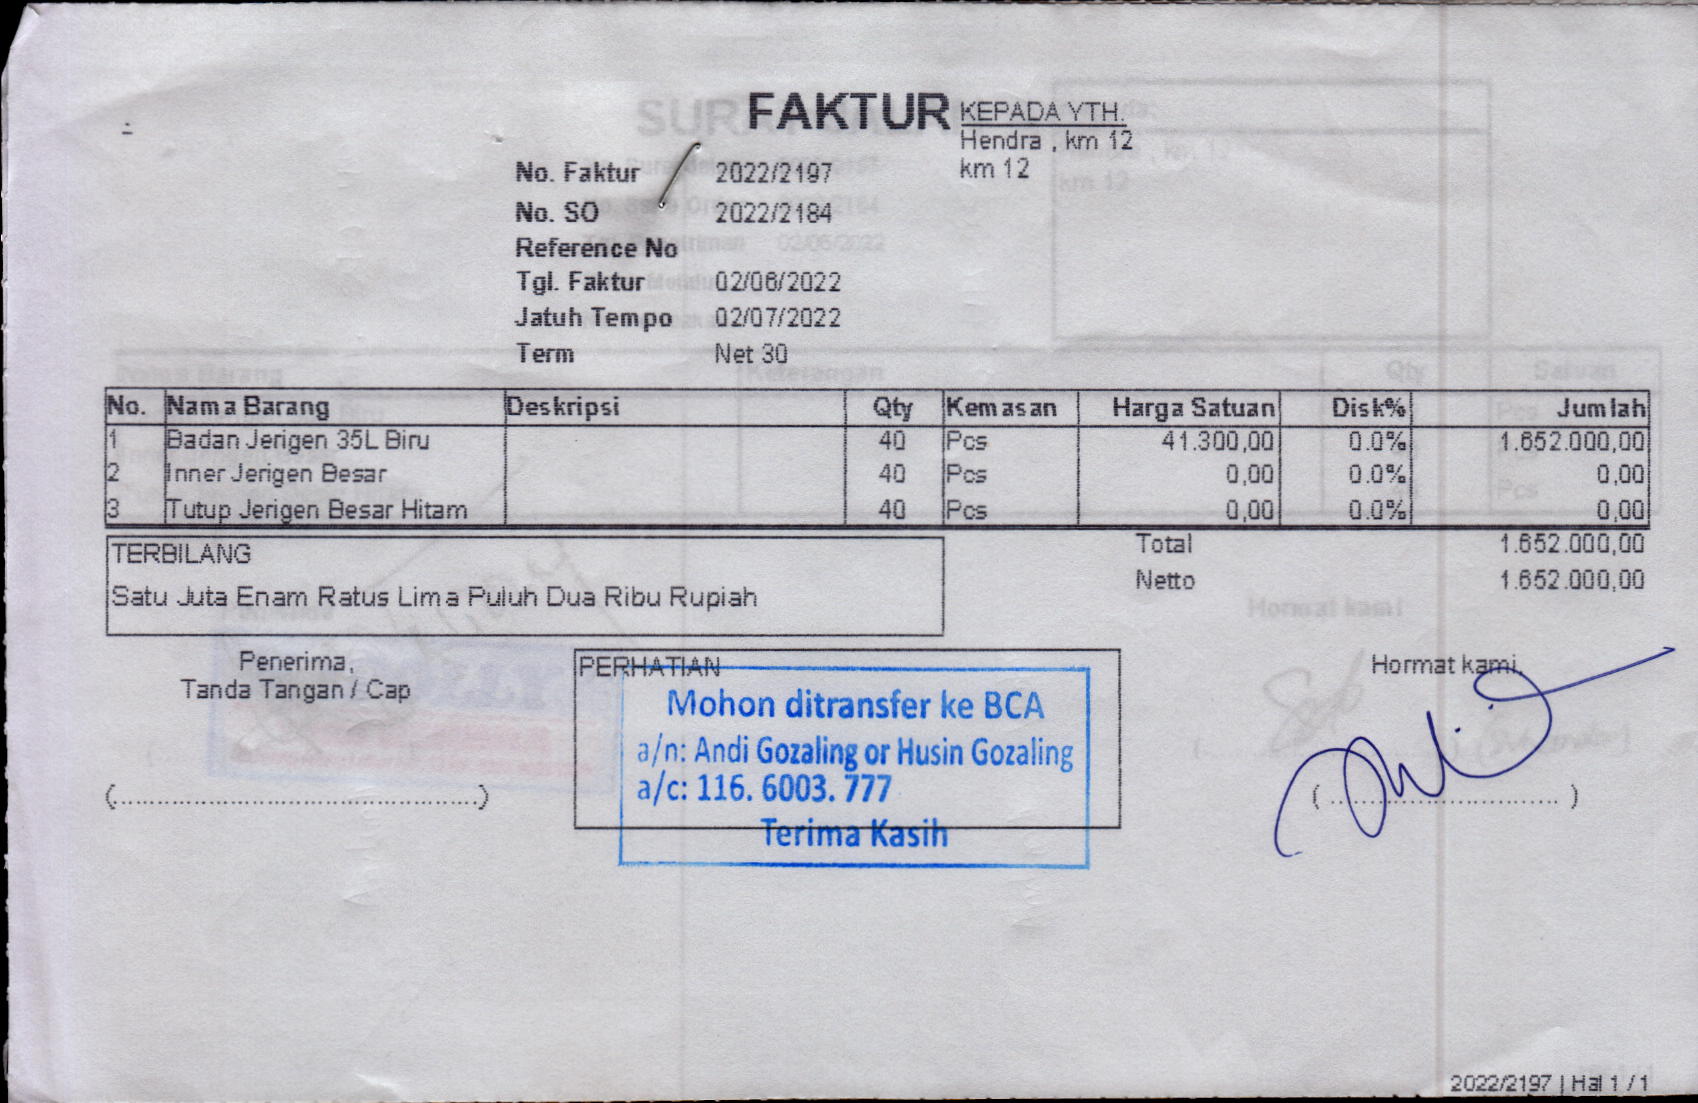 FAKTUR
KEPADA YTH.
Hendra , km 12
km 12
No. Faktur 2022/2197
No. SO 2022/2184
Reference No
Tgl. Faktur 02/06/2022
Jatuh Tempo 02/07/2022
Term Net 30
No. Nama Barang Deskripsi Qty Kemasan Harga Satuan Disk% Jumlah
1 Badan Jerigen 35L Biru 40 Pcs 41.300,00 0.0% 1.652.000,00
2 Inner Jerigen Besar 40 Pcs 0,00 0.0% 0,00
3 Tutup Jerigen Besar Hitam 40 Pcs 0,00 0.0% 0,00
Total 1.652.000,00
Netto 1.652.000,00
TERBILANG
Satu Juta Enam Ratus Lima Puluh Dua Ribu Rupiah
Penerima,
Tanda Tangan / Cap
(................................................)
PERHATIAN
Mohon ditransfer ke BCA
a/n: Andi Gozaling or Husin Gozaling
a/c: 116. 6003. 777
Terima Kasih
Hormat kami,
( ............................... )
2022/2197 | Hal 1 / 1